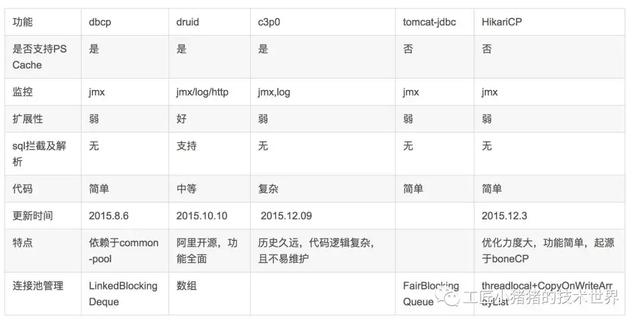 功能 dbcp druid c3p0 tomcat-jdbc HikariCP
是否支持PS 是 是 是 否 否
Cache
监控 jmx jmx/log/http jmx,log jmx jmx
扩展性 弱 好 弱 弱 弱
sql拦截及解 无 支持 无 无 无
析
代码 简单 中等 复杂 简单 简单
更新时间 2015.8.6 2015.10.10 2015.12.09 2015.12.3
特点 依赖于common 阿里开源，功 历史久远，代码逻辑复杂， 优化力度大，功能简单，起源
-pool 能全面 且不易维护 于boneCP
连接池管理 LinkedBlocking 数组 FairBlocking threadlocal+CopyOnWriteArr
Deque Queue ayList
工匠小猪猪的技术世界